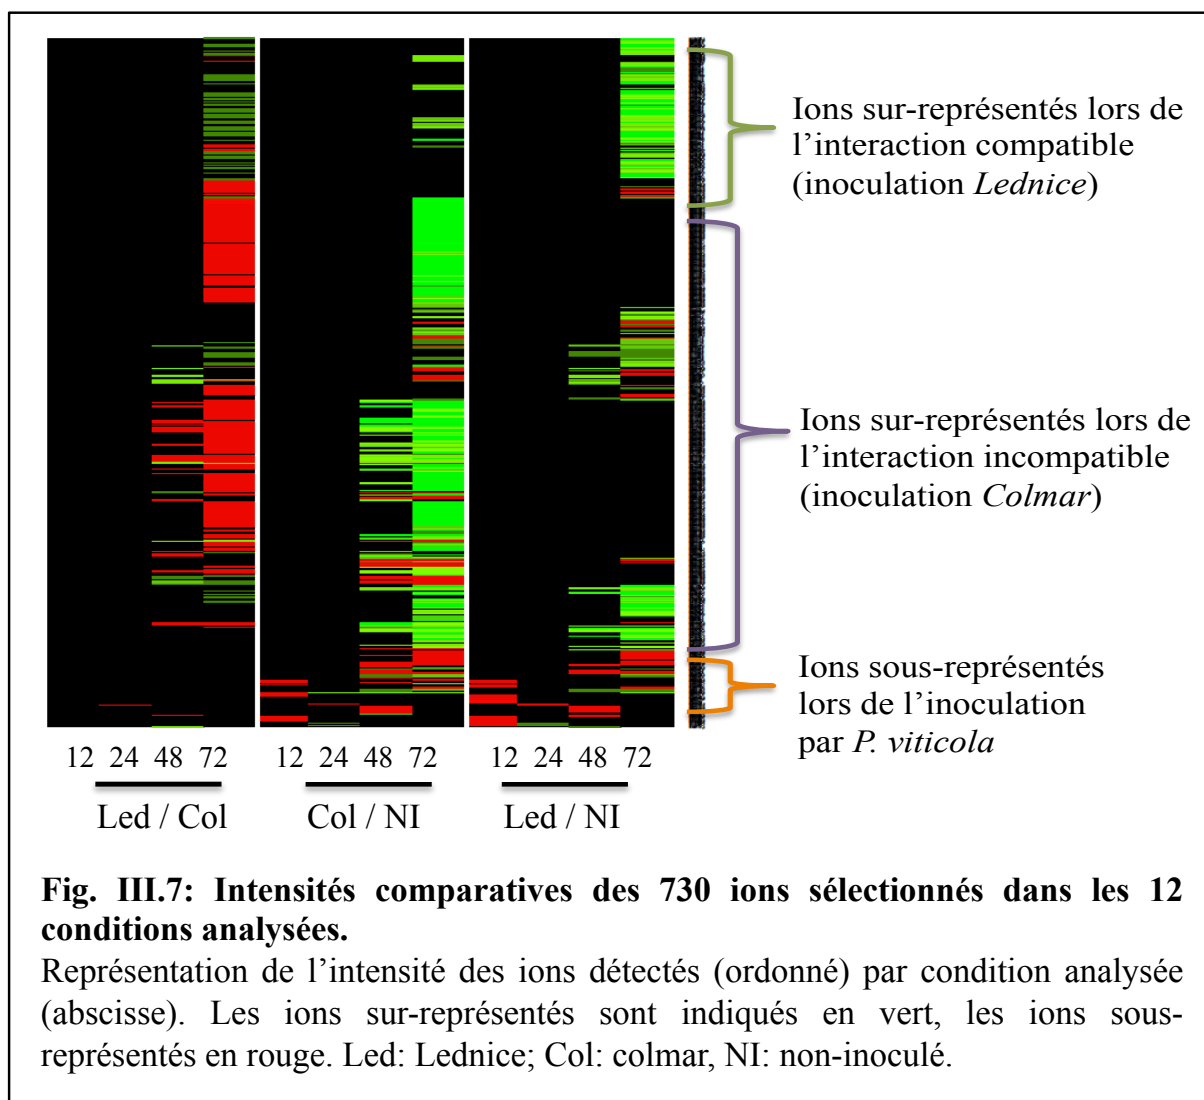 Ions sur-représentés lors de
l’interaction compatible
(inoculation Lednice)
Ions sur-représentés lors de
l’interaction incompatible
(inoculation Colmar)
Ions sous-représentés
lors de l’inoculation
par P. viticola
12 24 48 72 12 24 48 72 12 24 48 72
Led / Col Col / NI Led / NI
Fig. III.7: Intensités comparatives des 730 ions sélectionnés dans les 12
conditions analysées.
Représentation de l’intensité des ions détectés (ordonné) par condition analysée
(abscisse). Les ions sur-représentés sont indiqués en vert, les ions sous-
représentés en rouge. Led: Lednice; Col: colmar, NI: non-inoculé.